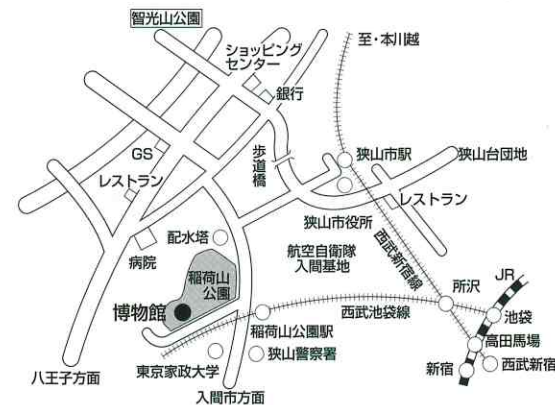 智光山公園
ショッピング
センター
至・本川越
銀行
歩道橋
GS
レストラン
狭山市駅
狭山台団地
レストラン
狭山市役所
配水塔
病院
航空自衛隊
入間基地
西武新宿線
稲荷山
公園
博物館
稲荷山公園駅
西武池袋線
所沢
JR
池袋
高田馬場
新宿
西武新宿
狭山警察署
東京家政大学
八王子方面
入間市方面